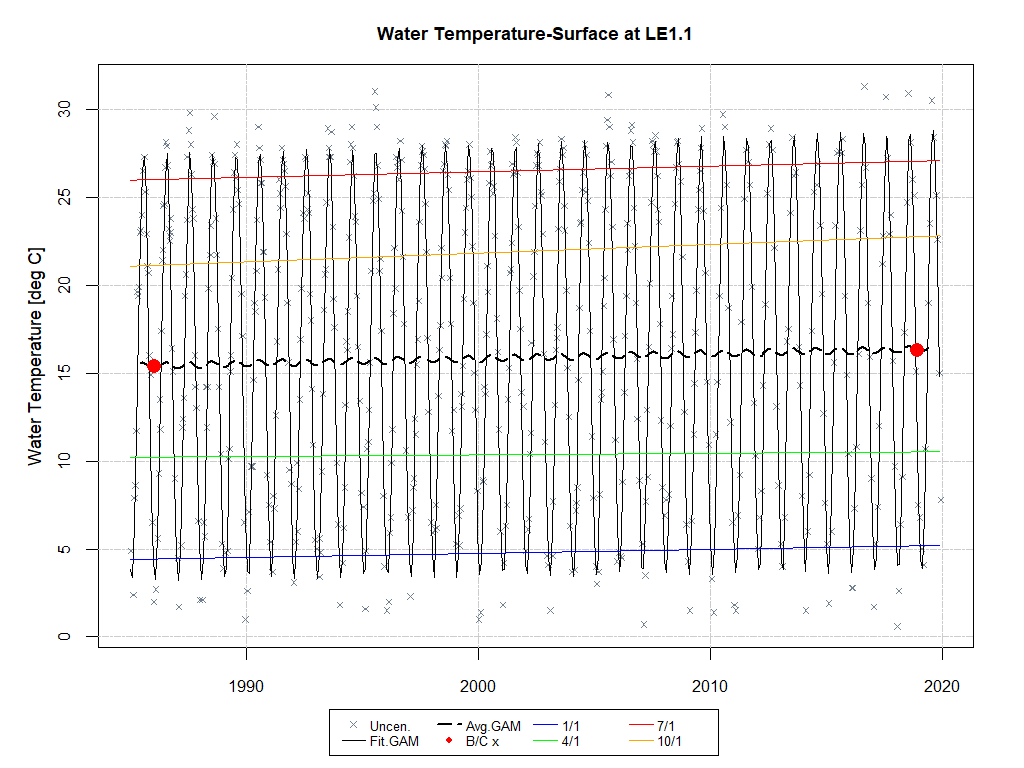 Water Temperature-Surface at LE1.1
Water Temperature [deg C]
30
25
20
15
10
5
0
1990 2000 2010 2020
Uncen. Avg.GAM 1/1 7/1
Fit.GAM B/C x 4/1 10/1